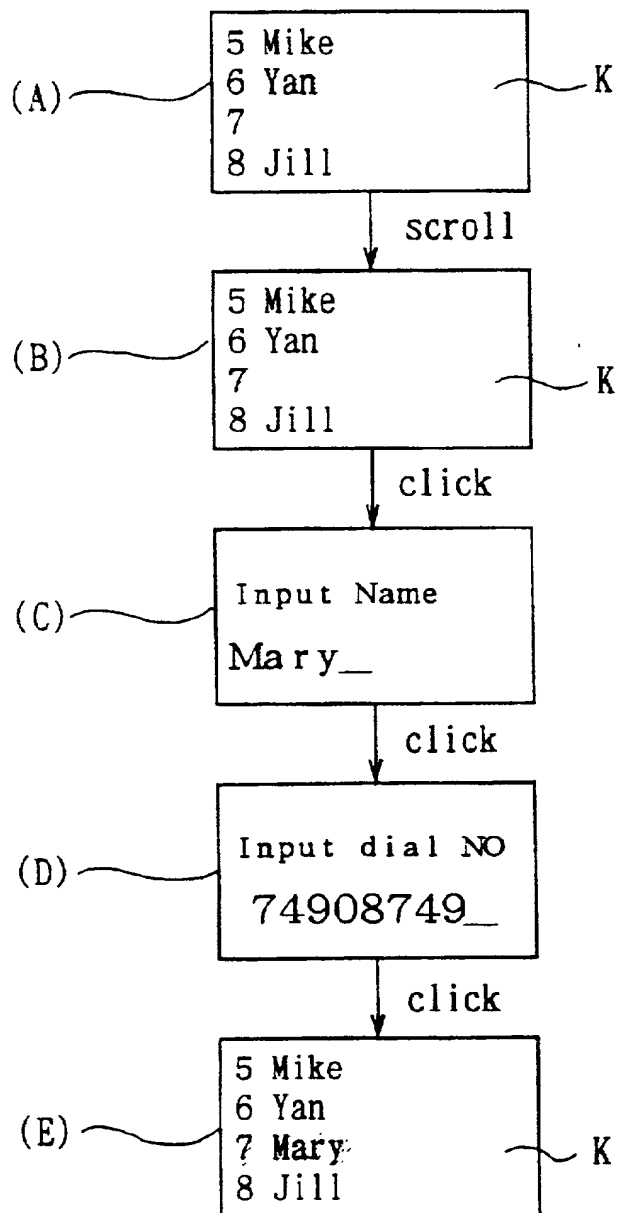 5 Mike
(A) 6 Yan K
7
8 Jill
scroll
5 Mike
(B) 6 Yan
7 K
8 Jill
click
Input Name
(C)
Mary_
click
Input dial NO
(D)
74908749_
click
5 Mike
6 Yan
(E) 7 Mary K
8 Jill